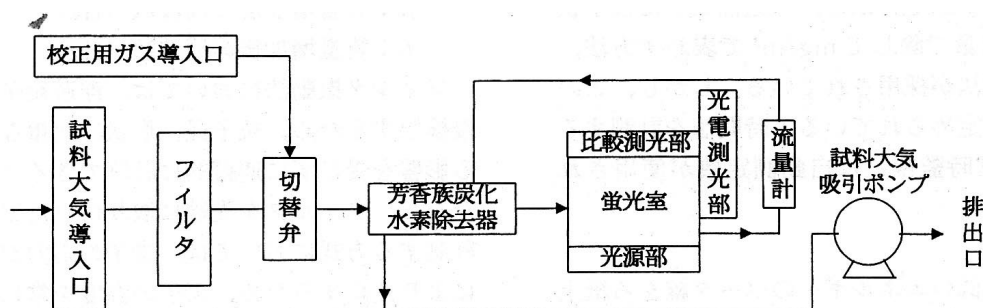 校正用ガス導入口
試料大気導入口
フィルタ
切替弁
芳香族炭化
水素除去器
比較測光部
蛍光室
光源部
光電測光部
流量計
試料大気
吸引ポンプ
排出口